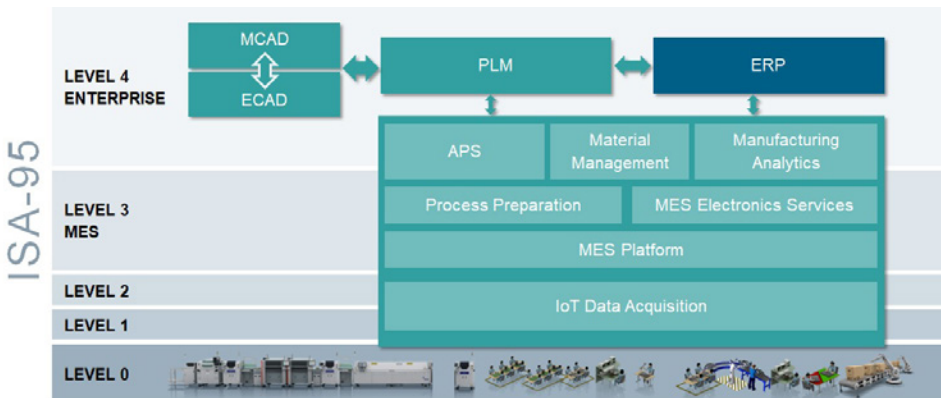 ISA-95
LEVEL 4
ENTERPRISE
MCAD
ECAD
PLM
ERP
APS
Material
Management
Manufacturing
Analytics
LEVEL 3
MES
Process Preparation
MES Electronics Services
MES Platform
LEVEL 2
IoT Data Acquisition
LEVEL 1
LEVEL 0